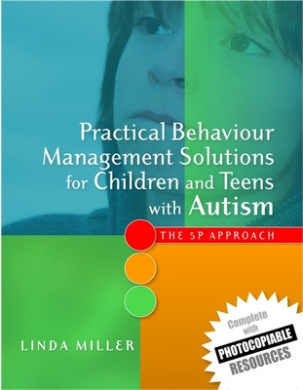 Practical Behaviour
Management Solutions
for Children and Teens
with Autism
THE 5P APPROACH
Complete
with
PHOTOCOPIABLE
RESOURCES
LINDA MILLER